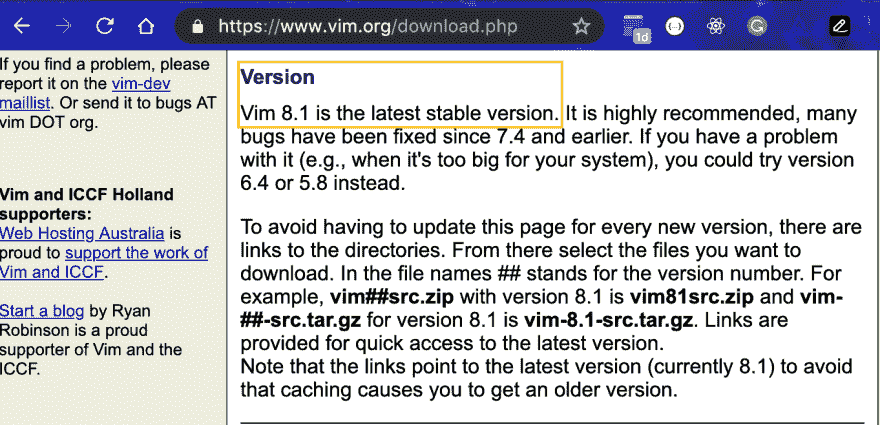 https://www.vim.org/download.php
1d
If you find a problem, please
report it on the vim-dev
maillist. Or send it to bugs AT
vim DOT org.
Vim and ICCF Holland
supporters:
Web Hosting Australia is
proud to support the work of
Vim and ICCF.
Start a blog by Ryan
Robinson is a proud
supporter of Vim and the
ICCF.
Version
Vim 8.1 is the latest stable version. It is highly recommended, many
bugs have been fixed since 7.4 and earlier. If you have a problem
with it (e.g., when it's too big for your system), you could try version
6.4 or 5.8 instead.
To avoid having to update this page for every new version, there are
links to the directories. From there select the files you want to
download. In the file names ## stands for the version number. For
example, vim##src.zip with version 8.1 is vim81src.zip and vim-
##-src.tar.gz for version 8.1 is vim-8.1-src.tar.gz. Links are
provided for quick access to the latest version.
Note that the links point to the latest version (currently 8.1) to avoid
that caching causes you to get an older version.